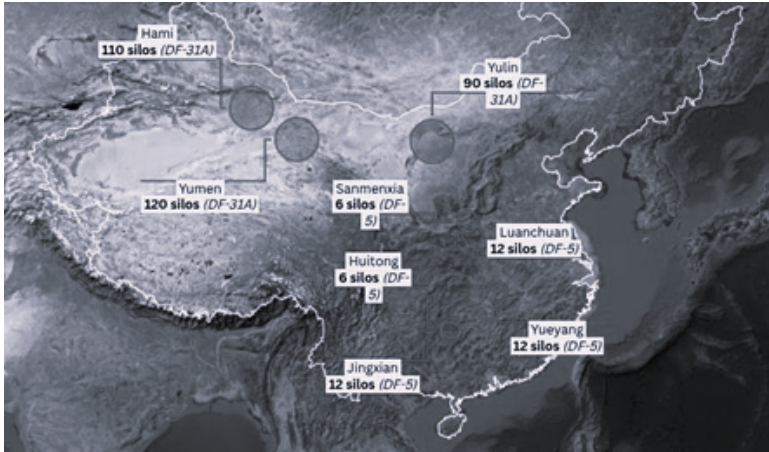 Hami
110 silos (DF-31A)
Yulin
90 silos (DF-
31A)
Yumen
120 silos (DF-31A)
Sanmenxia
6 silos (DF-
5)
Luanchuan
12 silos (DF-5)
Huitong
6 silos (DF-
5)
Yueyang
12 silos (DF-5)
Jingxian
12 silos (DF-5)